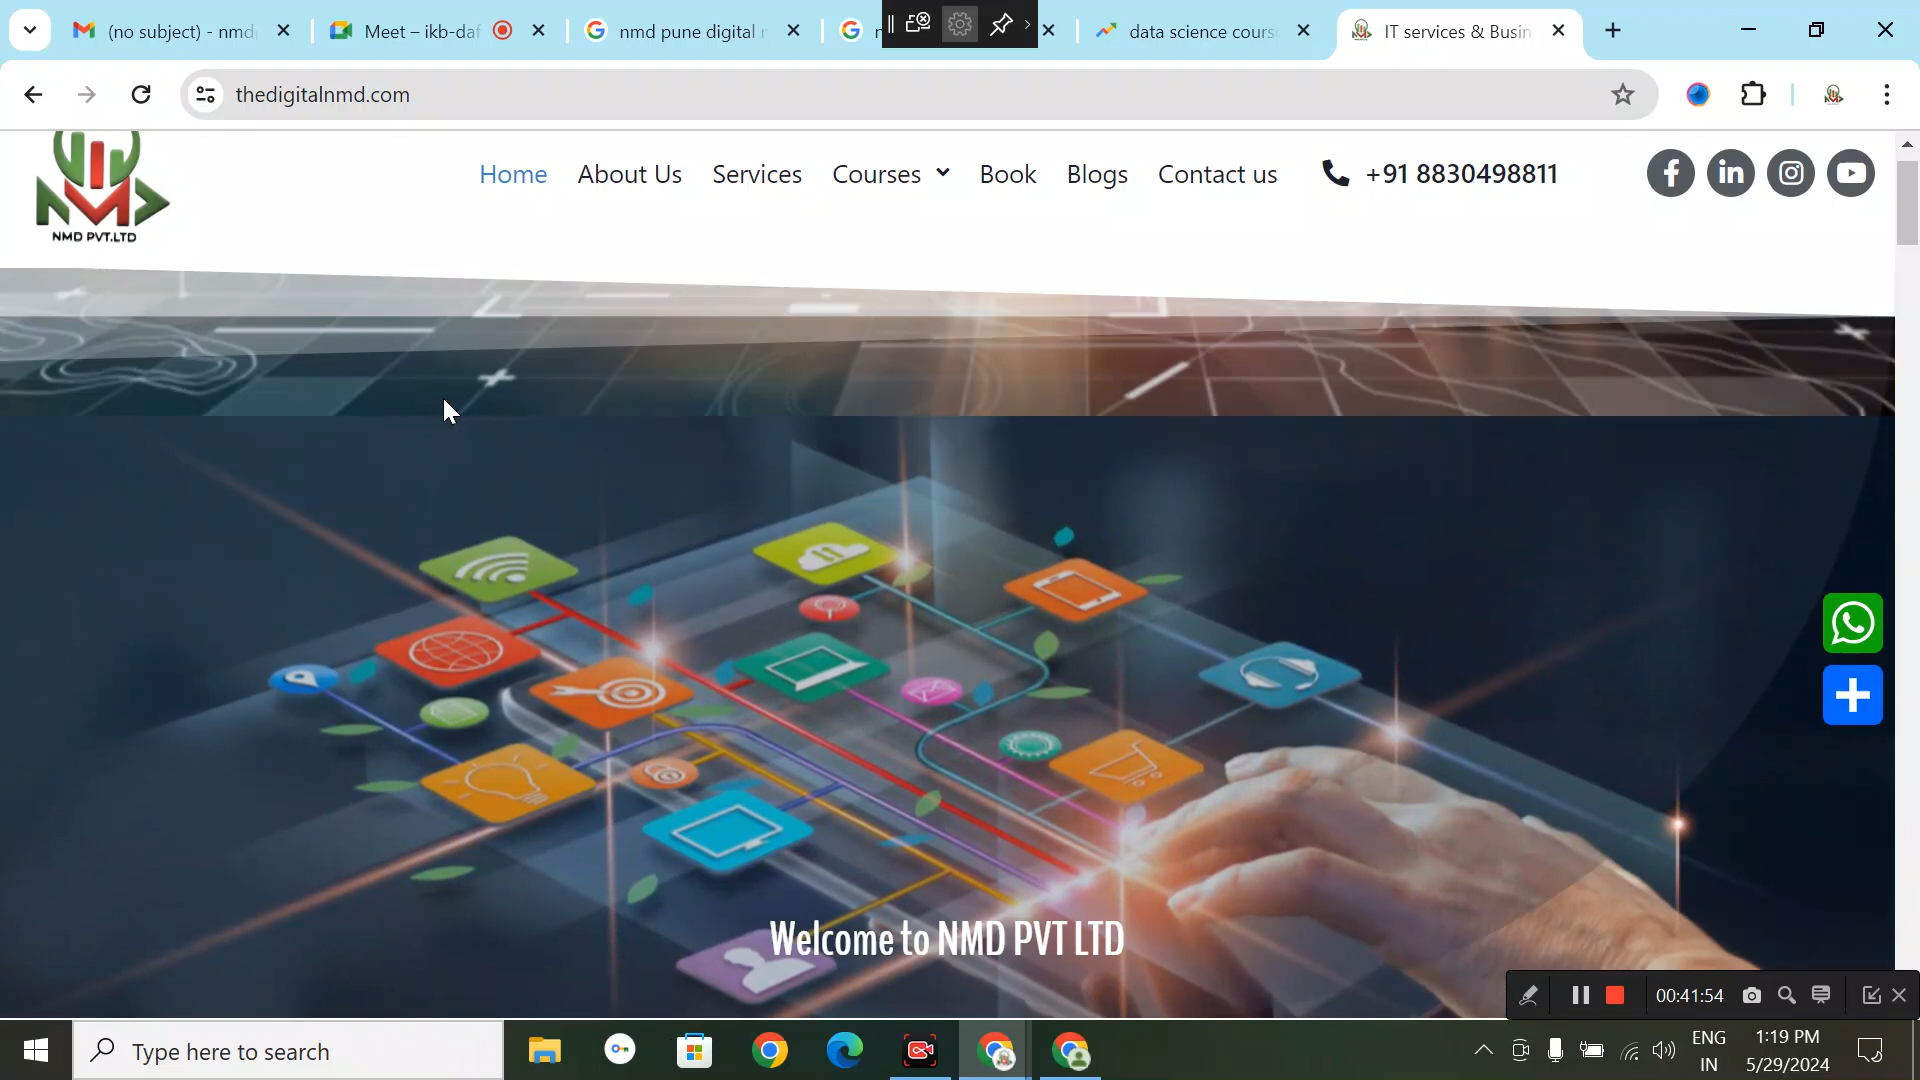 (no subject) - nmd
Meet – ikb-daf
nmd pune digital
data science cours
IT services & Busin
thedigitalnmd.com
NMD PVT.LTD
Home
About Us
Services
Courses
Book
Blogs
Contact us
+91 8830498811
Welcome to NMD PVT LTD
00:41:54
Type here to search
ENG
IN
1:19 PM
5/29/2024